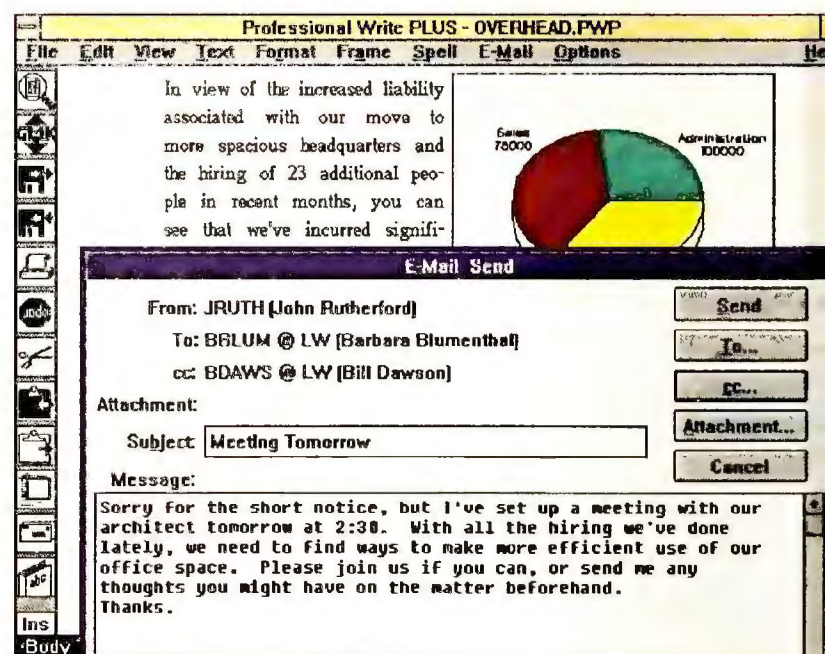 Professional Write PLUS - OVERHEAD.PWP
File Edit View Text Format Frame Spell E-Mail Options He
In view of the increased liability
associated with our move to
more spacious headquarters and
the hiring of 23 additional peo-
ple in recent months, you can
see that we've incurred signifi-
Sales
78000
Administration
100000
E-Mail Send
From: JRUTH (John Rutherford)
To: BBLUM @ LW (Barbara Blumenthal)
cc: BDAWS @ LW (Bill Dawson)
Attachment:
Subject: Meeting Tomorrow
Message:
Send
To...
cc...
Attachment...
Cancel
Sorry for the short notice, but I've set up a meeting with our
architect tomorrow at 2:30. With all the hiring we've done
lately, we need to find ways to make more efficient use of our
office space. Please join us if you can, or send me any
thoughts you might have on the matter beforehand.
Thanks.
undo
abc
Ins
Body